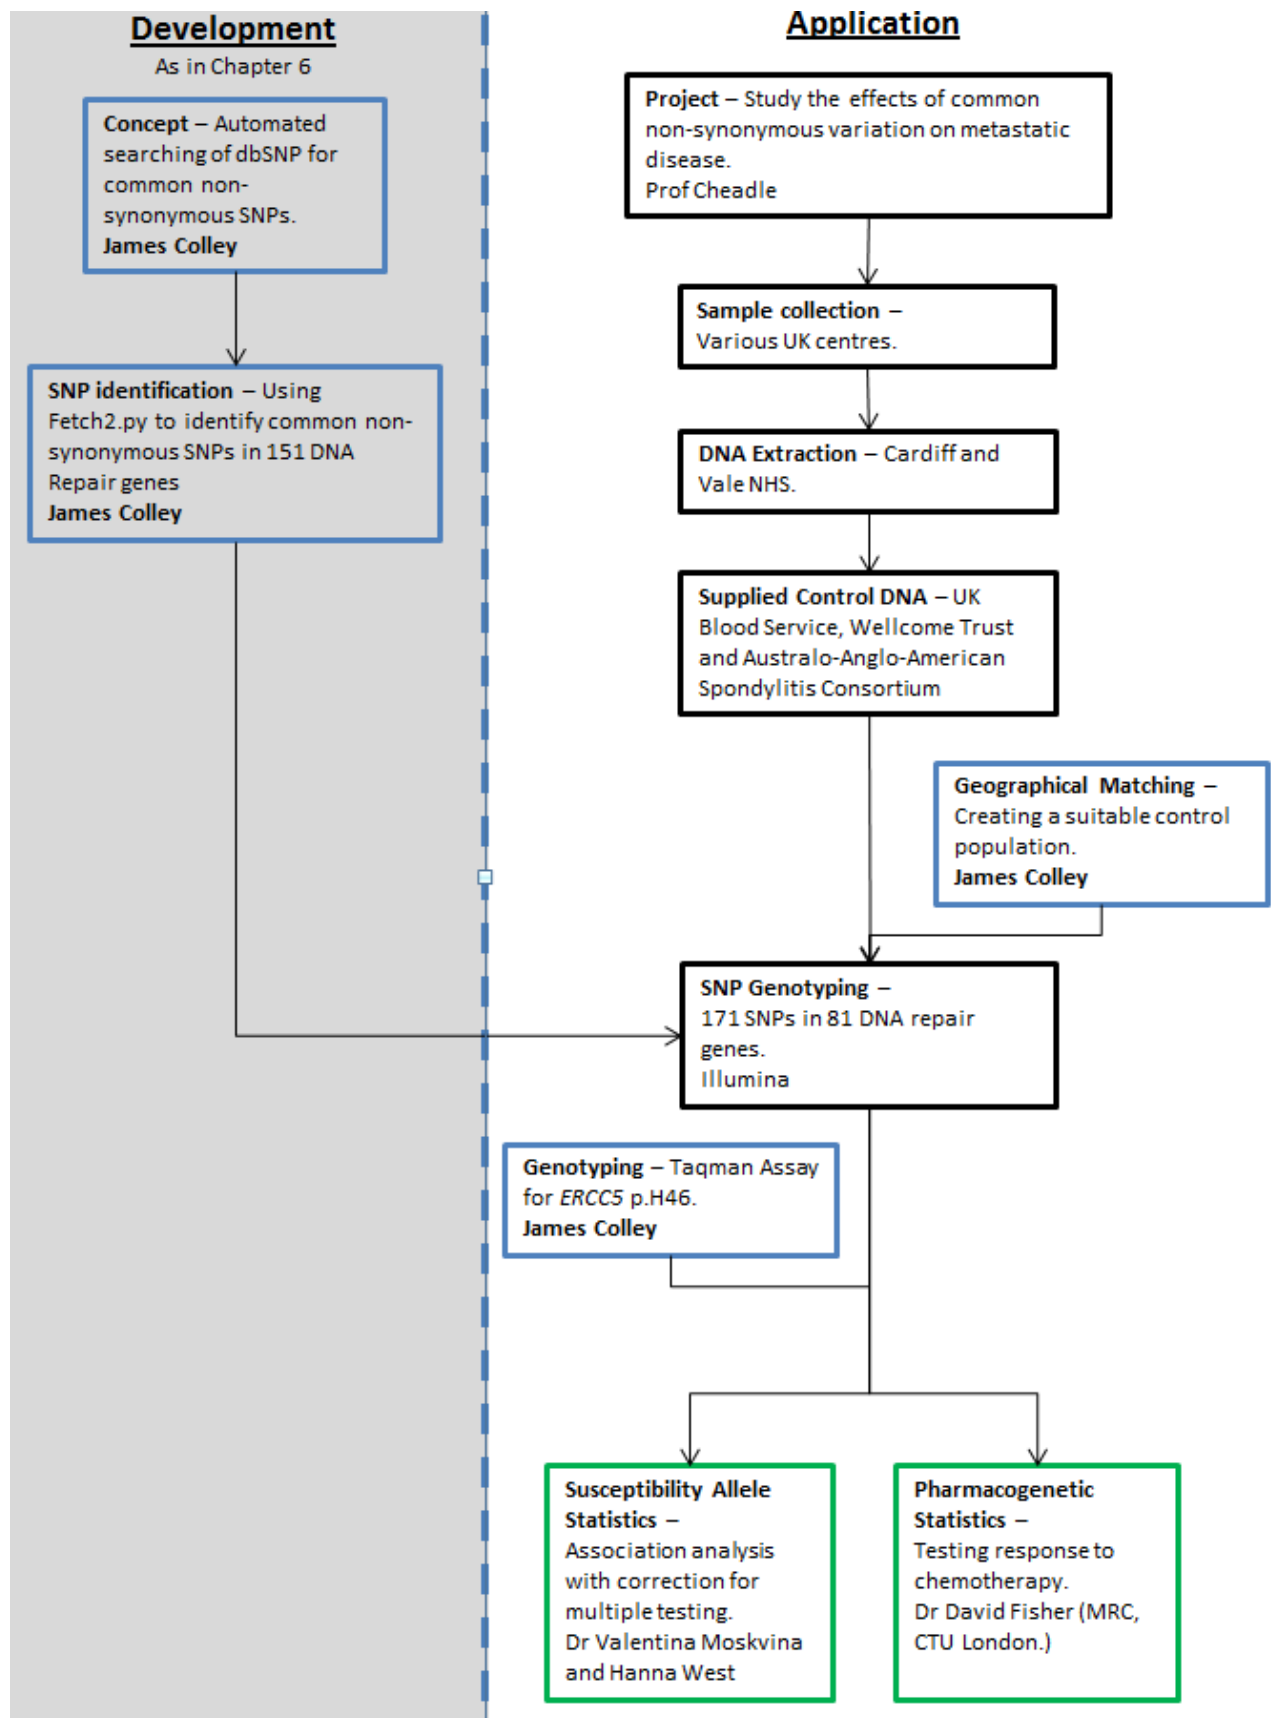 Development
As in Chapter 6
Concept – Automated
searching of dbSNP for
common non-
synonymous SNPs.
James Colley
SNP identification – Using
Fetch2.py to identify common non-
synonymous SNPs in 151 DNA
Repair genes
James Colley
Application
Project – Study the effects of common
non-synonymous variation on metastatic
disease.
Prof Cheadle
Sample collection –
Various UK centres.
DNA Extraction – Cardiff and
Vale NHS.
Supplied Control DNA – UK
Blood Service, Wellcome Trust
and Australo-Anglo-American
Spondylitis Consortium
Geographical Matching –
Creating a suitable control
population.
James Colley
SNP Genotyping –
171 SNPs in 81 DNA repair
genes.
Illumina
Genotyping – Taqman Assay
for ERCC5 p.H46.
James Colley
Susceptibility Allele
Statistics –
Association analysis
with correction for
multiple testing.
Dr Valentina Moskvina
and Hanna West
Pharmacogenetic
Statistics –
Testing response to
chemotherapy.
Dr David Fisher (MRC,
CTU London.)